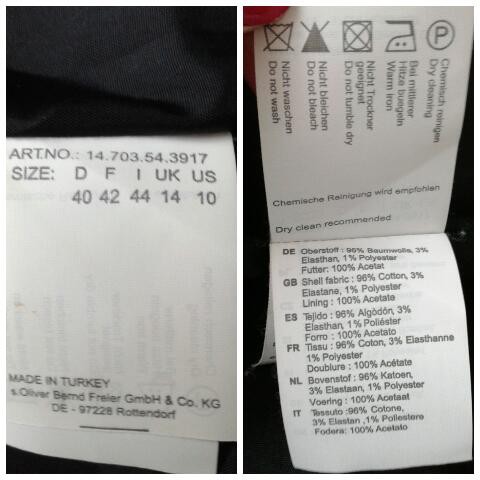 ART.NO.: 14.703.54.3917
SIZE: D F I UK US
40 42 44 14 10
MADE IN TURKEY
s.Oliver Bernd Freier GmbH & Co. KG
DE - 97228 Rottendorf
Nicht waschen
Do not wash
Nicht bleichen
Do not bleach
Nicht Trockner
geeignet
Do not tumble dry
Bei mittlerer
Hitze buegeln
Warm iron
P
Chemisch reinigen
Dry cleaning
Chemische Reinigung wird empfohlen
Dry clean recommended
DE Oberstoff : 96% Baumwolle, 3%
Elasthan, 1% Polyester
Futter: 100% Acetat
GB Shell fabric : 96% Cotton, 3%
Elastane, 1% Polyester
Lining : 100% Acetate
ES Tejido : 96% Algòdòn, 3%
Elasthan, 1% Poliéster
Forro : 100% Acetato
FR Tissu : 96% Coton, 3% Elasthanne
1% Polyester
Doublure : 100% Acétate
NL Bovenstof : 96% Katoen,
3% Elastaan, 1% Polyester
Voering : 100% Acetaat
IT Tessuto :96% Cotone,
3% Elastan ,1% Poliestere
Fodera: 100% Acetato